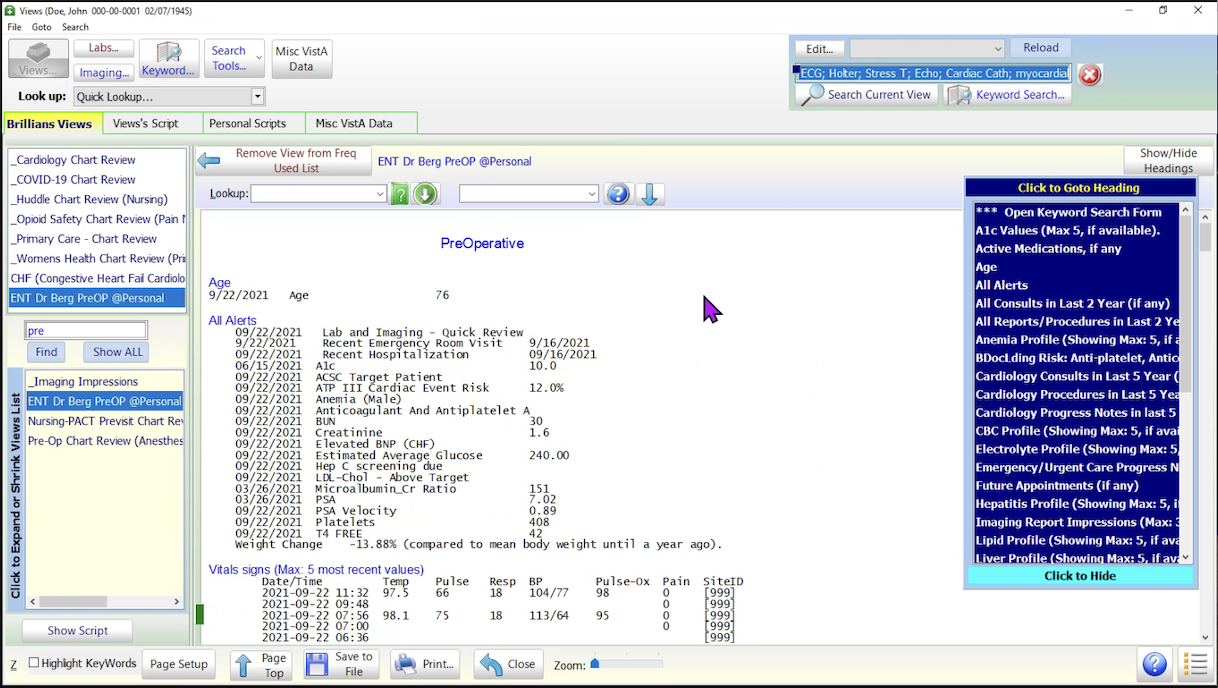 Views (Doe, John 000-00-0001 02/07/1945)
File Goto Search
Views...
Labs...
Imaging...
Keyword...
Search Tools...
Misc VistA Data
Look up: Quick Lookup...
Edit...
Reload
ECG; Holter; Stress T; Echo; Cardiac Cath; myocardial
Search Current View
Keyword Search...
Brillians Views
Views's Script
Personal Scripts
Misc VistA Data
_Cardiology Chart Review
_COVID-19 Chart Review
_Huddle Chart Review (Nursing)
_Opioid Safety Chart Review (Pain
_Primary Care - Chart Review
_Womens Health Chart Review (Pri
CHF (Congestive Heart Fail Cardiolo
ENT Dr Berg PreOP @Personal
pre
Find
Show ALL
Click to Expand or Shrink Views List
_Imaging Impressions
ENT Dr Berg PreOP @Personal
Nursing-PACT Previsit Chart Rev
Pre-Op Chart Review (Anesthes
Show Script
Remove View from Freq Used List
ENT Dr Berg PreOP @Personal
Show/Hide Headings
Lookup:
PreOperative
Age
9/22/2021 Age 76
All Alerts
09/22/2021 Lab and Imaging - Quick Review
9/22/2021 Recent Emergency Room Visit 9/16/2021
09/22/2021 Recent Hospitalization 09/16/2021
06/15/2021 A1c 10.0
09/22/2021 ACSC Target Patient
09/22/2021 ATP III Cardiac Event Risk 12.0%
09/22/2021 Anemia (Male)
09/22/2021 Anticoagulant And Antiplatelet A
09/22/2021 BUN 30
09/22/2021 Creatinine 1.6
09/22/2021 Elevated BNP (CHF)
09/22/2021 Estimated Average Glucose 240.00
09/22/2021 Hep C screening due
09/22/2021 LDL-Chol - Above Target
03/26/2021 Microalbumin_Cr Ratio 151
03/26/2021 PSA 7.02
09/22/2021 PSA Velocity 0.89
09/22/2021 Platelets 408
09/22/2021 T4 FREE 42
Weight Change -13.88% (compared to mean body weight until a year ago).
Vitals signs (Max: 5 most recent values)
Date/Time Temp Pulse Resp BP Pulse-Ox Pain SiteID
2021-09-22 11:32 97.5 66 18 104/77 98 0 [999]
2021-09-22 09:48 [999]
2021-09-22 07:56 98.1 75 18 113/64 95 0 [999]
2021-09-22 07:00 0 [999]
2021-09-22 06:36 [999]
Click to Goto Heading
*** Open Keyword Search Form
A1c Values (Max 5, if available).
Active Medications, if any
Age
All Alerts
All Consults in Last 2 Year (if any)
All Reports/Procedures in Last 2 Ye
Anemia Profile (Showing Max: 5, if
BDocLding Risk: Anti-platelet, Antic
Cardiology Consults in Last 5 Year (
Cardiology Procedures in Last 5 Year
Cardiology Progress Notes in last 5
CBC Profile (Showing Max: 5, if avai
Electrolyte Profile (Showing Max: 5,
Emergency/Urgent Care Progress N
Future Appointments (if any)
Hepatitis Profile (Showing Max: 5, if
Imaging Report Impressions (Max:
Lipid Profile (Showing Max: 5, if ava
Liver Profile (Showing Max: 5, if ava
Click to Hide
Z
Highlight KeyWords
Page Setup
Page Top
Save to File
Print...
Close
Zoom: